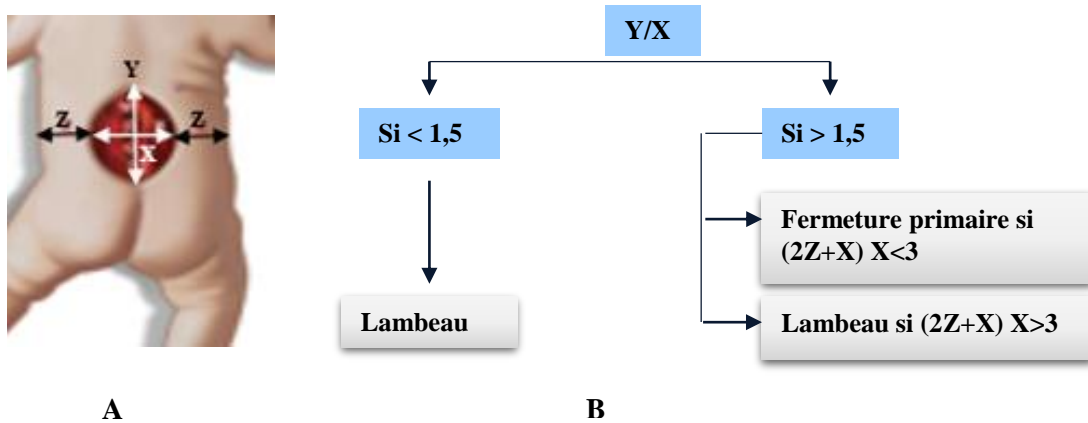 Y
Z
Z
X
A
Y/X
Si < 1,5
Si > 1,5
Fermeture primaire si
(2Z+X) X<3
Lambeau
Lambeau si (2Z+X) X>3
B